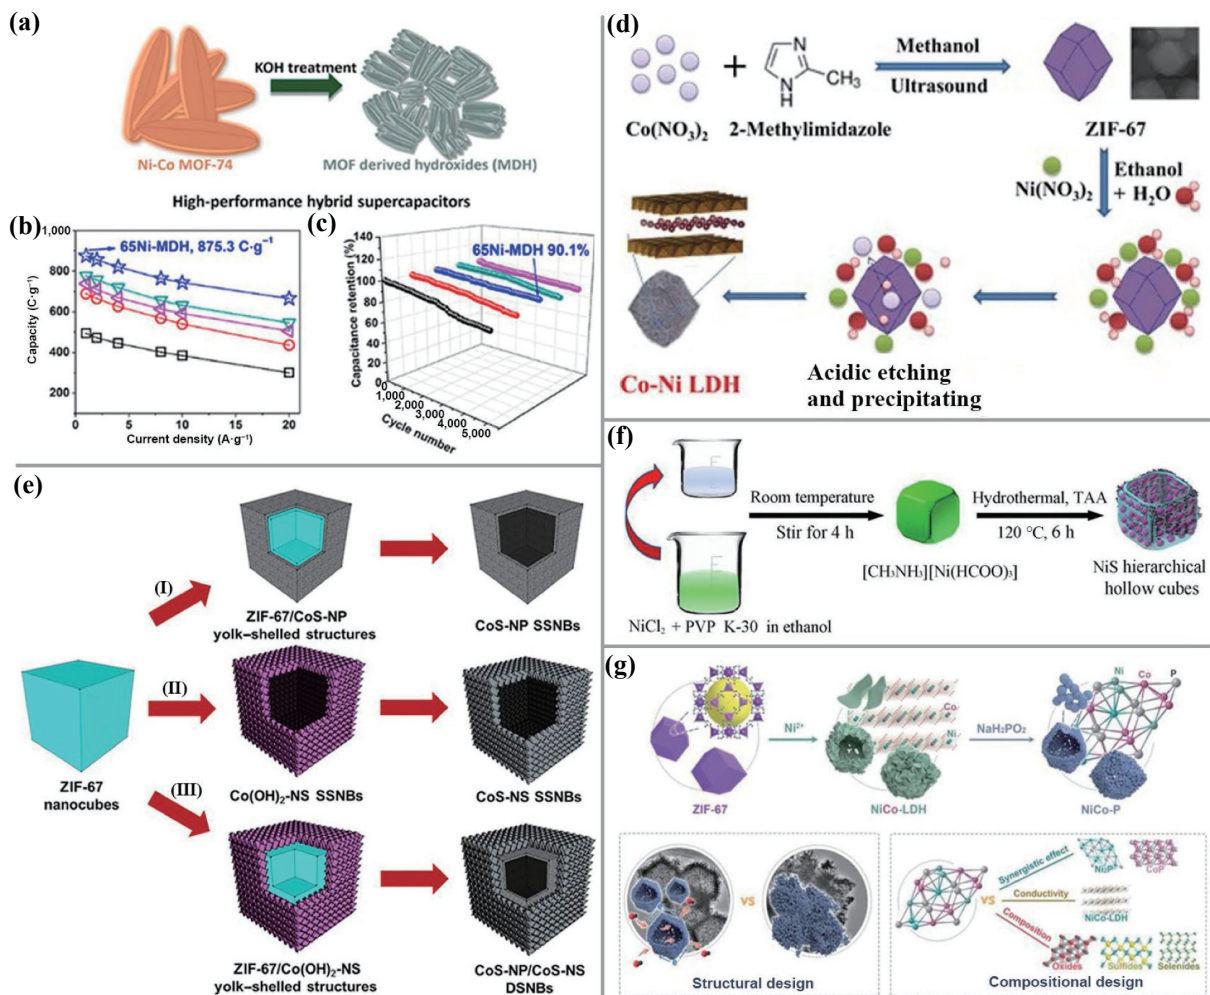 (a)
KOH treatment
Ni-Co MOF-74
MOF derived hydroxides (MDH)
High-performance hybrid supercapacitors
(b)
1,000
800
600
400
200
0
5
10
15
20
Capacity (C·g⁻¹)
Current density (A·g⁻¹)
65Ni-MDH, 875.3 C·g⁻¹
(c)
140
120
100
80
60
40
20
0
0
1,000
2,000
3,000
4,000
5,000
Capacitance retention (%)
Cycle number
65Ni-MDH 90.1%
(d)
N
N
H
CH₃
Co(NO₃)₂
2-Methylimidazole
Methanol
Ultrasound
ZIF-67
Ni(NO₃)₂
Ethanol
+ H₂O
Acidic etching
and precipitating
Co-Ni LDH
(e)
ZIF-67
nanocubes
(I)
ZIF-67/CoS-NP
yolk–shelled structures
CoS-NP SSNBs
(II)
Co(OH)₂-NS SSNBs
CoS-NS SSNBs
(III)
ZIF-67/Co(OH)₂-NS
yolk–shelled structures
CoS-NP/CoS-NS
DSNBs
(f)
NiCl₂ + PVP K-30 in ethanol
Room temperature
Stir for 4 h
[CH₃NH₃][Ni(HCOO)₃]
Hydrothermal, TAA
120 °C, 6 h
NiS hierarchical
hollow cubes
(g)
ZIF-67
Ni²⁺
Co
Ni
NiCo-LDH
NaH₂PO₂
Ni
Co
P
NiCo-P
VS
Structural design
VS
Synergistic effect
Ni₂P
CoP
Conductivity
NiCo-LDH
Composition
Oxides
Sulfides
Selenides
Compositional design